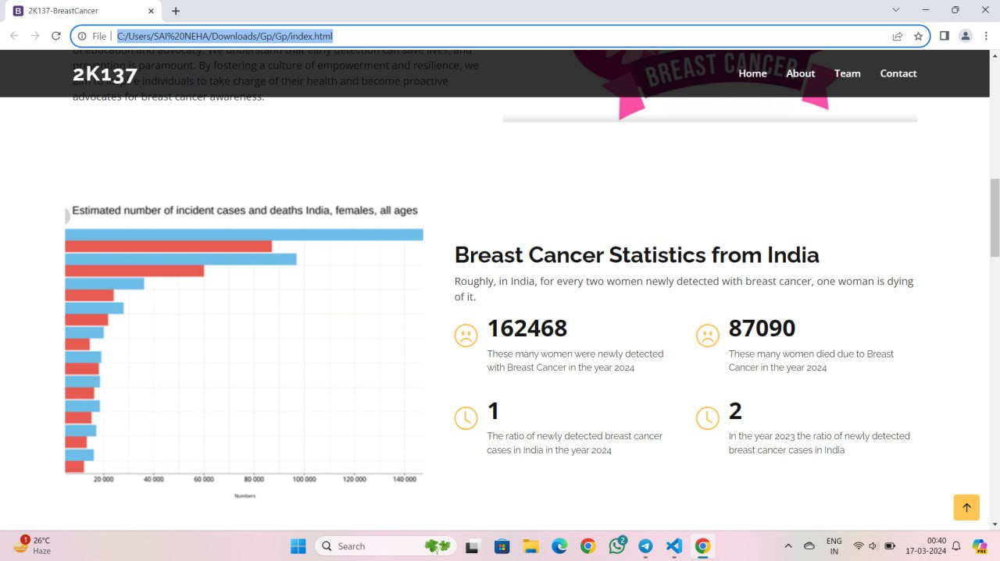 2K137-BreastCancer
File
C:/Users/SAI%20NEHA/Downloads/Gp/Gp/index.html
of education and advocacy. We understand that early detection can save lives, and
prevention is paramount. By fostering a culture of empowerment and resilience, we
individuals to take charge of their health and become proactive
advocates for breast cancer awareness.
2K137
Home
About
Team
Contact
BREAST CANCER
Estimated number of incident cases and deaths India, females, all ages
20 000 40 000 60 000 80 000 100 000 120 000 140 000
Numbers
Breast Cancer Statistics from India
Roughly, in India, for every two women newly detected with breast cancer, one woman is dying
of it.
162468
These many women were newly detected
with Breast Cancer in the year 2024
87090
These many women died due to Breast
Cancer in the year 2024
1
The ratio of newly detected breast cancer
cases in India in the year 2024
2
In the year 2023 the ratio of newly detected
breast cancer cases in India
1
26°C
Haze
Search
2
ENG
IN
00:40
17-03-2024
PRE